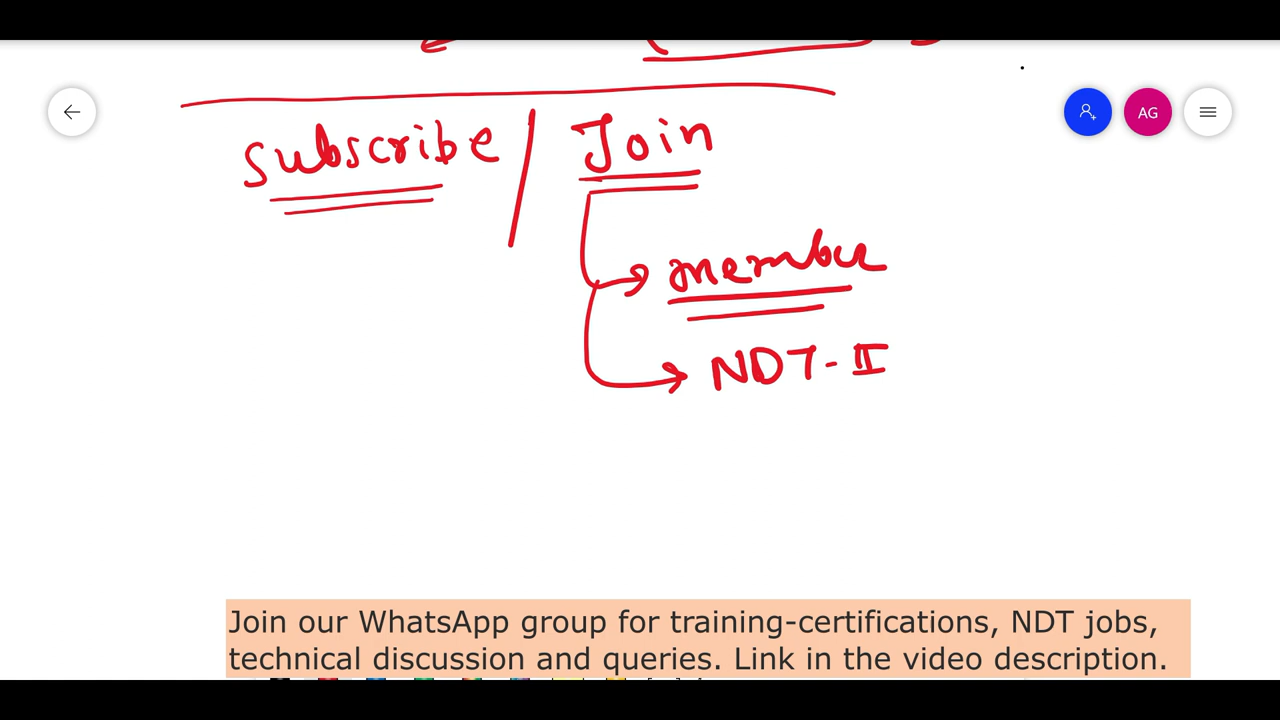 AG
subscribe / Join
member
NDT-II
Join our WhatsApp group for training-certifications, NDT jobs,
technical discussion and queries. Link in the video description.